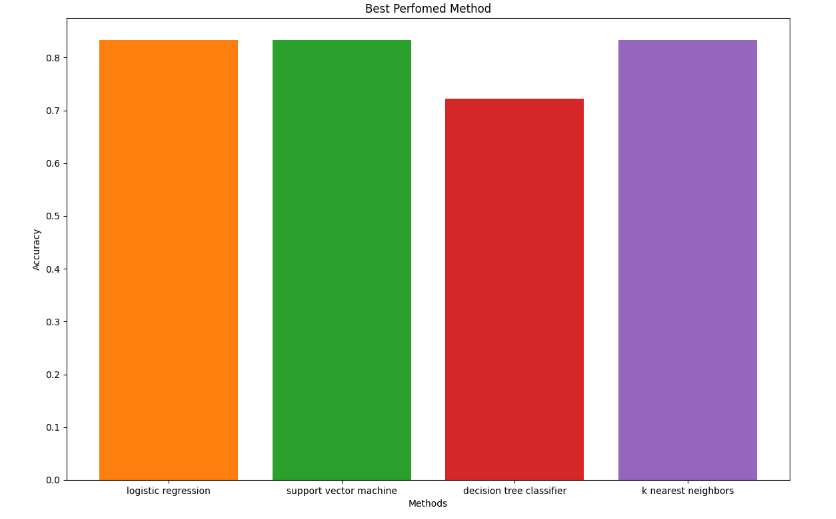 Best Perfomed Method
Accuracy
0.8
0.7
0.6
0.5
0.4
0.3
0.2
0.1
0.0
logistic regression
support vector machine
decision tree classifier
k nearest neighbors
Methods